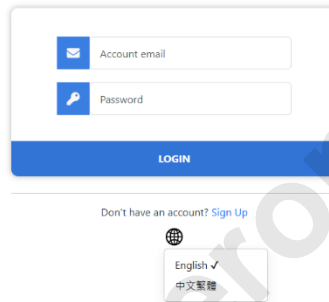 Account email
Password
LOGIN
Don't have an account? Sign Up
English ✓
中文繁體